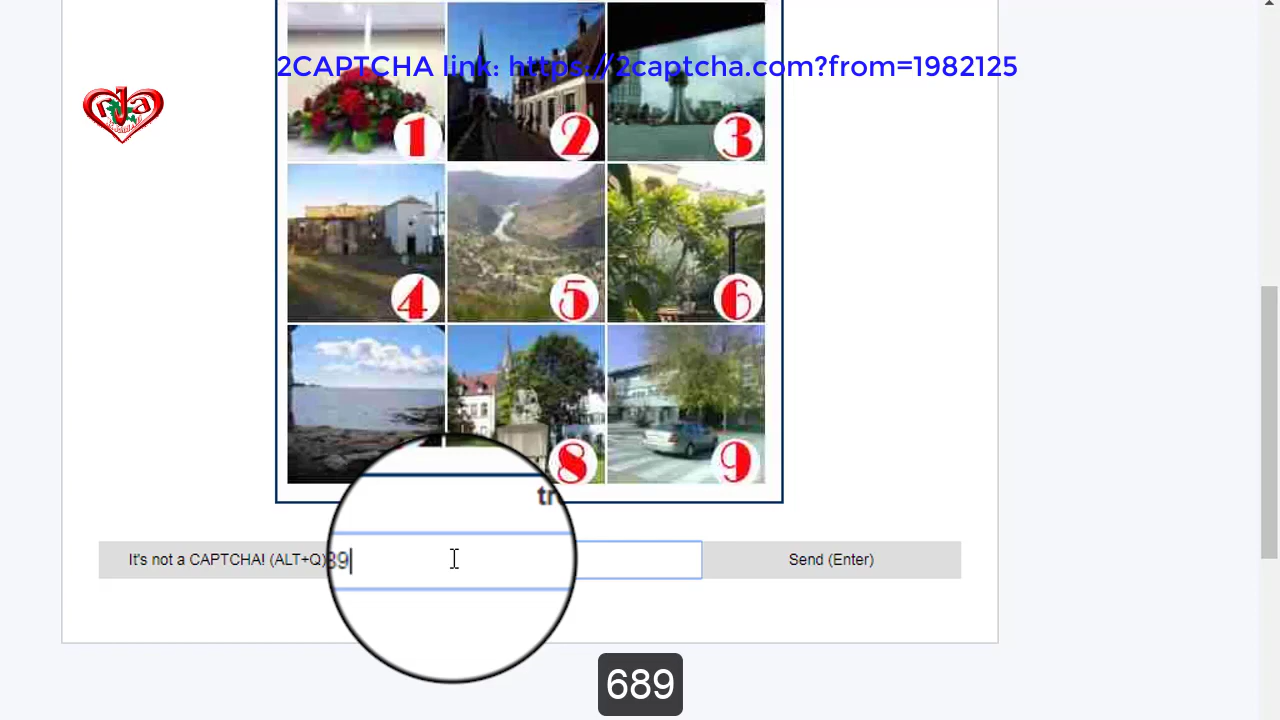 2CAPTCHA link: https://2captcha.com?from=1982125
1
2
3
4
5
6
8
9
tr
It's not a CAPTCHA! (ALT+Q)
89
Send (Enter)
689